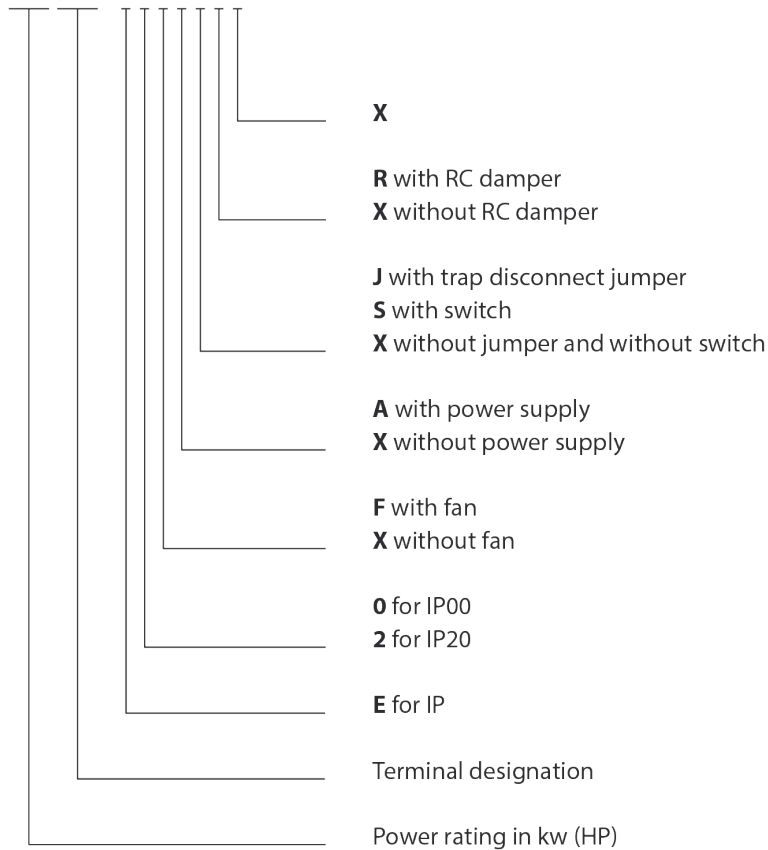 X
R with RC damper
X without RC damper
J with trap disconnect jumper
S with switch
X without jumper and without switch
A with power supply
X without power supply
F with fan
X without fan
0 for IP00
2 for IP20
E for IP
Terminal designation
Power rating in kw (HP)